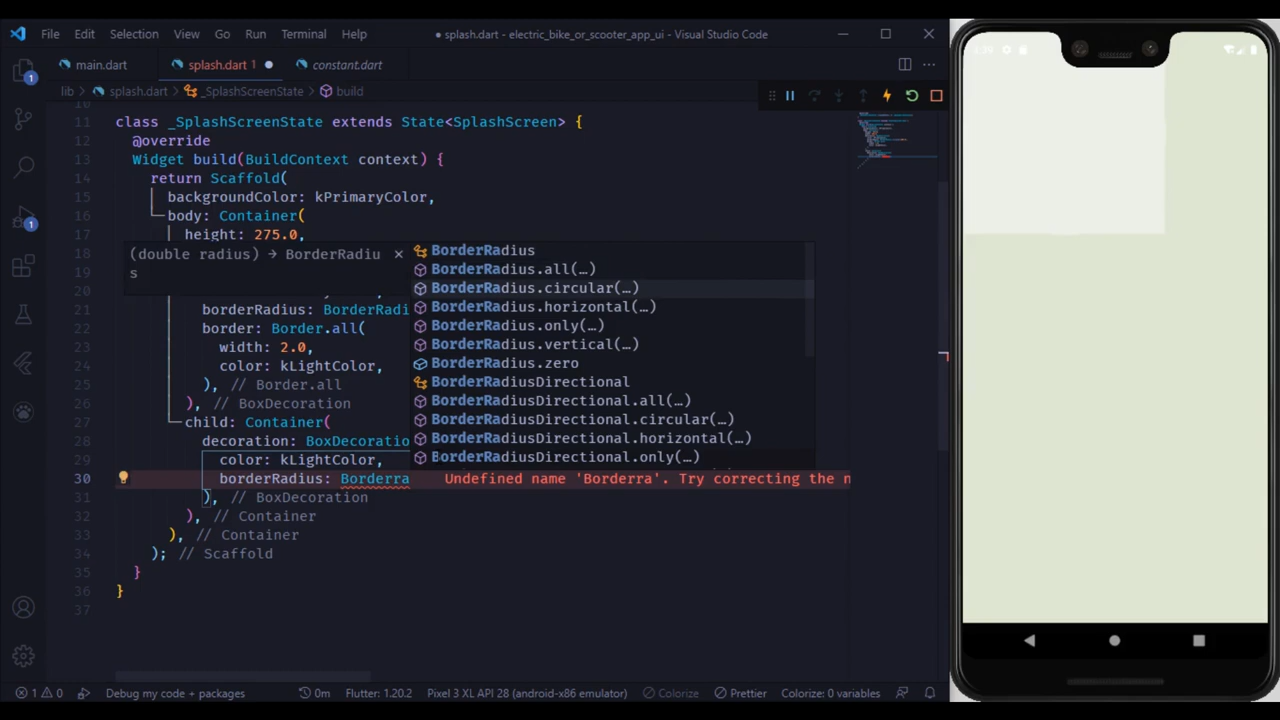 File Edit Selection View Go Run Terminal Help
● splash.dart - electric_bike_or_scooter_app_ui - Visual Studio Code
main.dart splash.dart 1 ● constant.dart
lib > splash.dart > _SplashScreenState > build
11 class _SplashScreenState extends State<SplashScreen> {
12 @override
13 Widget build(BuildContext context) {
14 return Scaffold(
15 backgroundColor: kPrimaryColor,
16 body: Container(
17 height: 275.0,
18
19
20
21 borderRadius: BorderRadi
22 border: Border.all(
23 width: 2.0,
24 color: kLightColor,
25 ), // Border.all
26 ), // BoxDecoration
27 child: Container(
28 decoration: BoxDecoratio
29 color: kLightColor,
30 borderRadius: Borderra Undefined name 'Borderra'. Try correcting the n
31 ), // BoxDecoration
32 ), // Container
33 ), // Container
34 ); // Scaffold
35 }
36 }
37
(double radius) → BorderRadiu
s
BorderRadius
BorderRadius.all(…)
BorderRadius.circular(…)
BorderRadius.horizontal(…)
BorderRadius.only(…)
BorderRadius.vertical(…)
BorderRadius.zero
BorderRadiusDirectional
BorderRadiusDirectional.all(…)
BorderRadiusDirectional.circular(…)
BorderRadiusDirectional.horizontal(…)
BorderRadiusDirectional.only(…)
1
1
1 0 Debug my code + packages 0m Flutter: 1.20.2 Pixel 3 XL API 28 (android-x86 emulator) Colorize Prettier Colorize: 0 variables